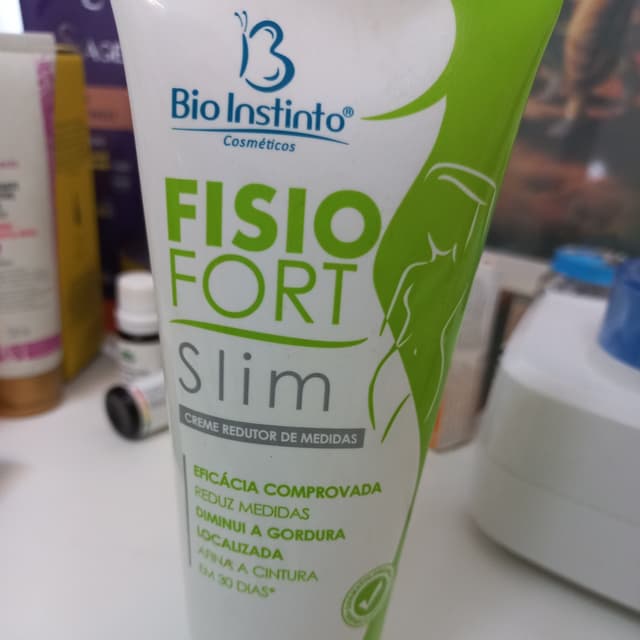 Bio Instinto®
Cosméticos
FISIO
FORT
Slim
CREME REDUTOR DE MEDIDAS
EFICÁCIA COMPROVADA
REDUZ MEDIDAS
DIMINUI A GORDURA
LOCALIZADA
AFINA A CINTURA
EM 30 DIAS*